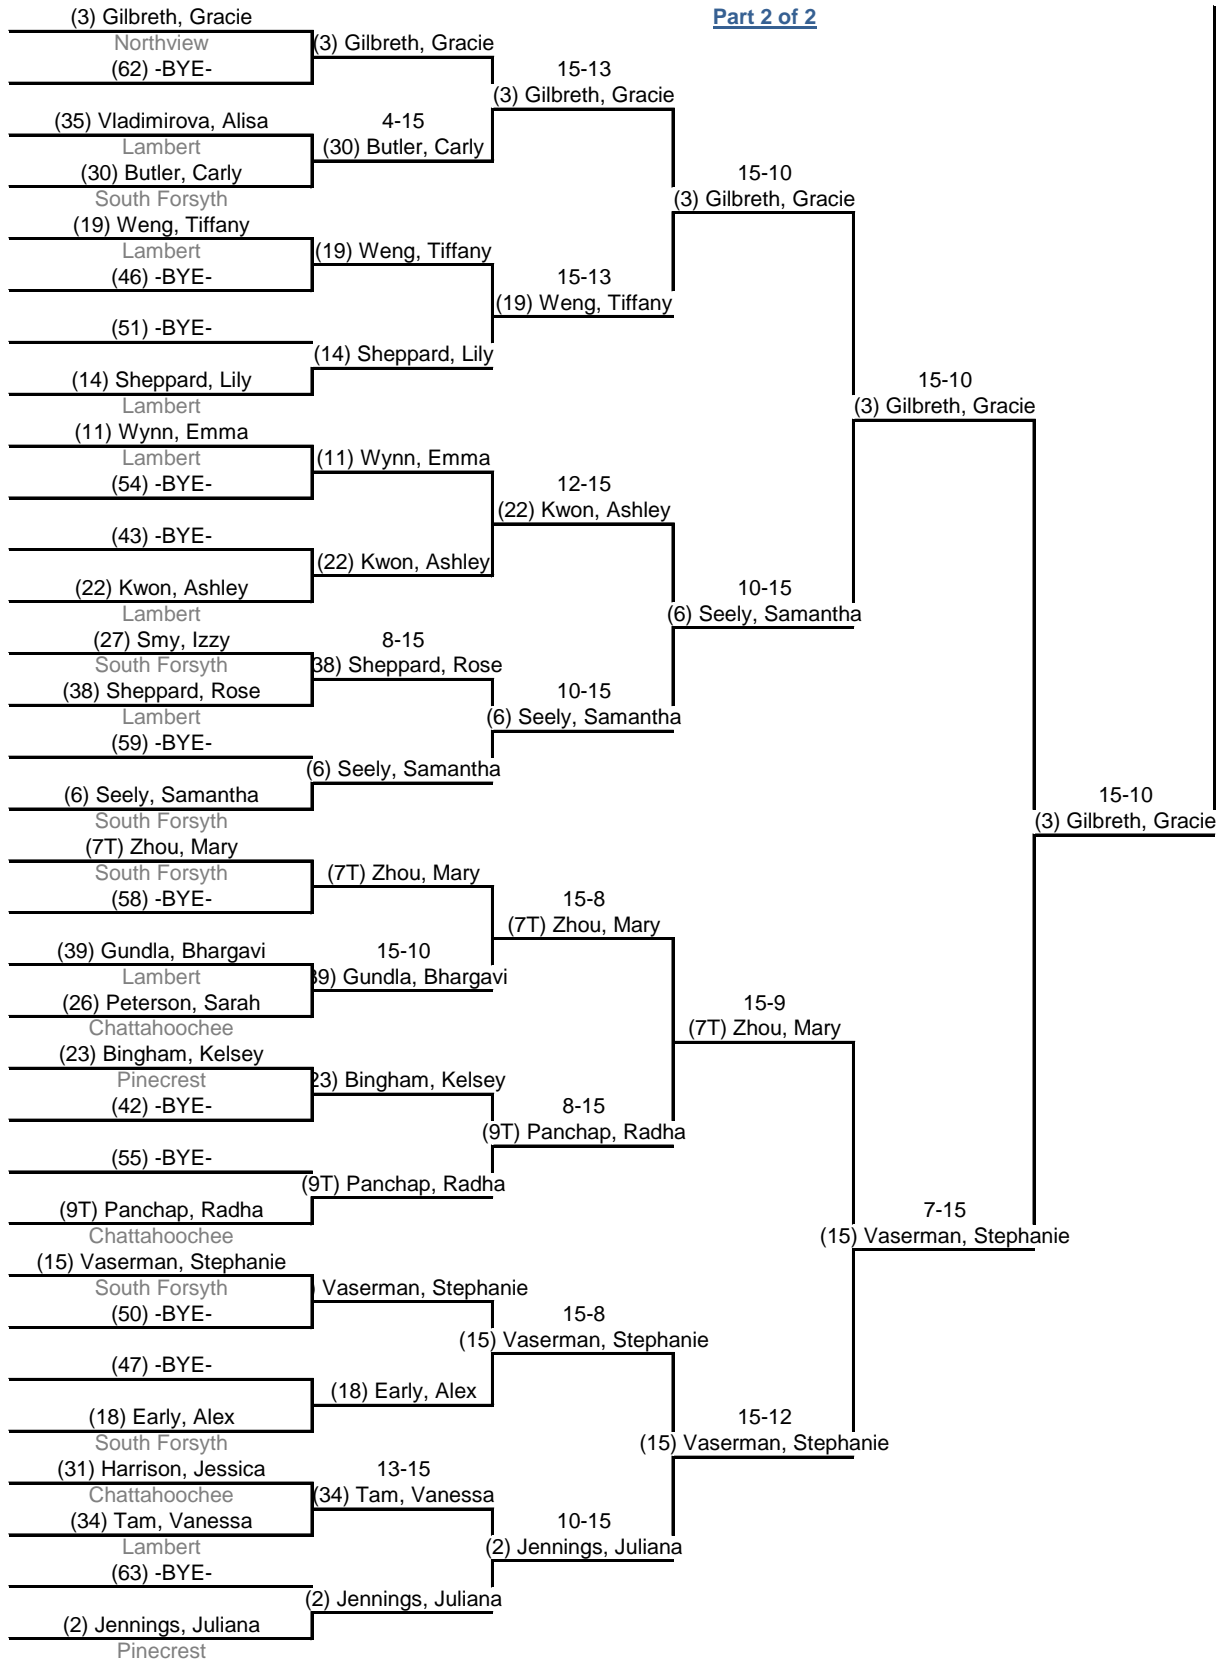 Part 2 of 2
(3) Gilbreth, Gracie
Northview
(62) -BYE-
(35) Vladimirova, Alisa
Lambert
(30) Butler, Carly
South Forsyth
(19) Weng, Tiffany
Lambert
(46) -BYE-
(51) -BYE-
(14) Sheppard, Lily
Lambert
(11) Wynn, Emma
Lambert
(54) -BYE-
(43) -BYE-
(22) Kwon, Ashley
Lambert
(27) Smy, Izzy
South Forsyth
(38) Sheppard, Rose
Lambert
(59) -BYE-
(6) Seely, Samantha
South Forsyth
(7T) Zhou, Mary
South Forsyth
(58) -BYE-
(39) Gundla, Bhargavi
Lambert
(26) Peterson, Sarah
Chattahoochee
(23) Bingham, Kelsey
Pinecrest
(42) -BYE-
(55) -BYE-
(9T) Panchap, Radha
Chattahoochee
(15) Vaserman, Stephanie
South Forsyth
(50) -BYE-
(47) -BYE-
(18) Early, Alex
South Forsyth
(31) Harrison, Jessica
Chattahoochee
(34) Tam, Vanessa
Lambert
(63) -BYE-
(2) Jennings, Juliana
Pinecrest
(3) Gilbreth, Gracie
4-15
(30) Butler, Carly
(19) Weng, Tiffany
(14) Sheppard, Lily
(11) Wynn, Emma
(22) Kwon, Ashley
8-15
38) Sheppard, Rose
(6) Seely, Samantha
(7T) Zhou, Mary
15-10
39) Gundla, Bhargavi
23) Bingham, Kelsey
(9T) Panchap, Radha
) Vaserman, Stephanie
(18) Early, Alex
13-15
(34) Tam, Vanessa
(2) Jennings, Juliana
15-13
(3) Gilbreth, Gracie
15-13
(19) Weng, Tiffany
12-15
(22) Kwon, Ashley
10-15
(6) Seely, Samantha
15-8
(7T) Zhou, Mary
8-15
(9T) Panchap, Radha
15-8
(15) Vaserman, Stephanie
10-15
(2) Jennings, Juliana
15-10
(3) Gilbreth, Gracie
10-15
(6) Seely, Samantha
15-9
(7T) Zhou, Mary
15-12
(15) Vaserman, Stephanie
15-10
(3) Gilbreth, Gracie
7-15
(15) Vaserman, Stephanie
15-10
(3) Gilbreth, Gracie